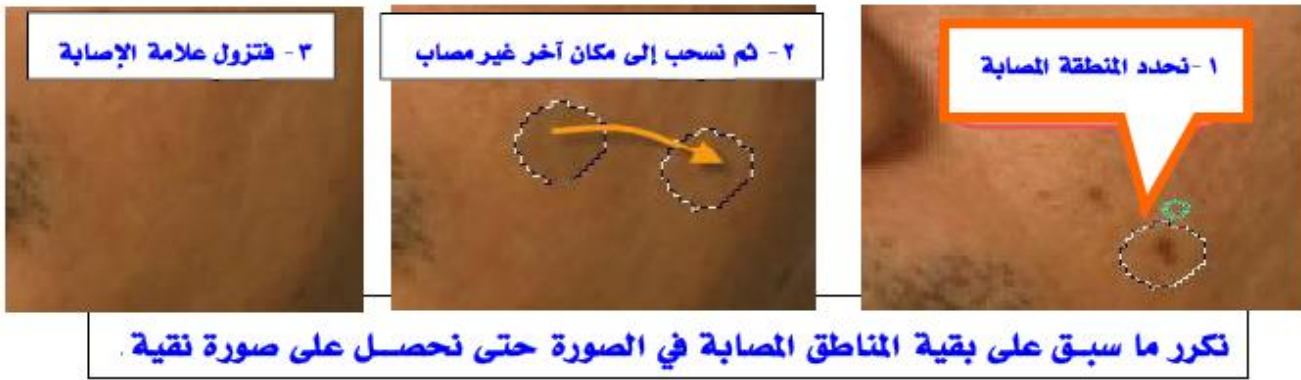 ١ -نحدد المنطقة المصابة
٢- ثم نسحب إلى مكان آخر غير مصاب
٣- فتزول علامة الإصابة
نكرر ما سبق على بقية المناطق المصابة في الصورة حتى نحصل على صورة نقية .